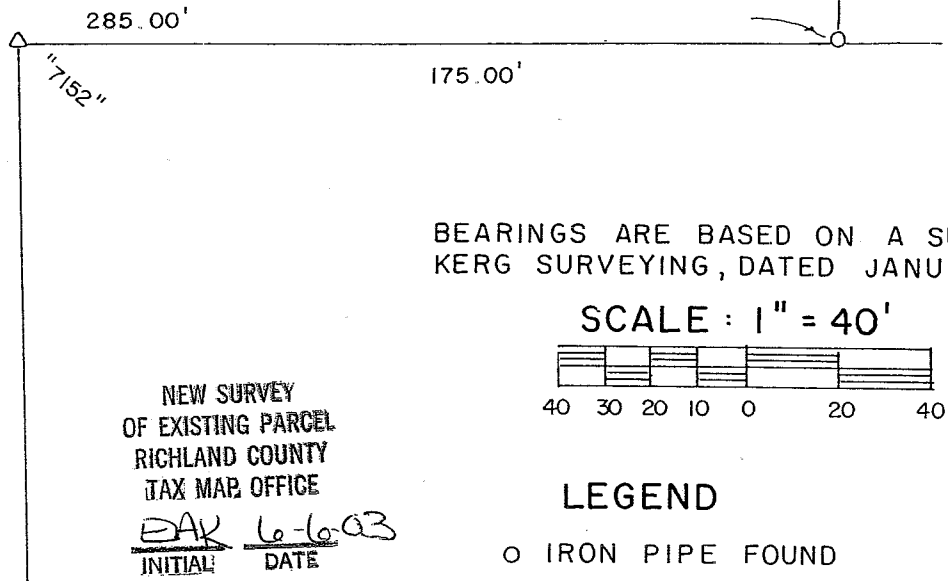 285.00'
"7152"
175.00'
BEARINGS ARE BASED ON A
KERG SURVEYING, DATED JANU
SCALE : 1" = 40'
40 30 20 10 0 20 40
NEW SURVEY
OF EXISTING PARCEL
RICHLAND COUNTY
TAX MAP OFFICE
EAK 6-6-03
INITIAL DATE
LEGEND
O IRON PIPE FOUND